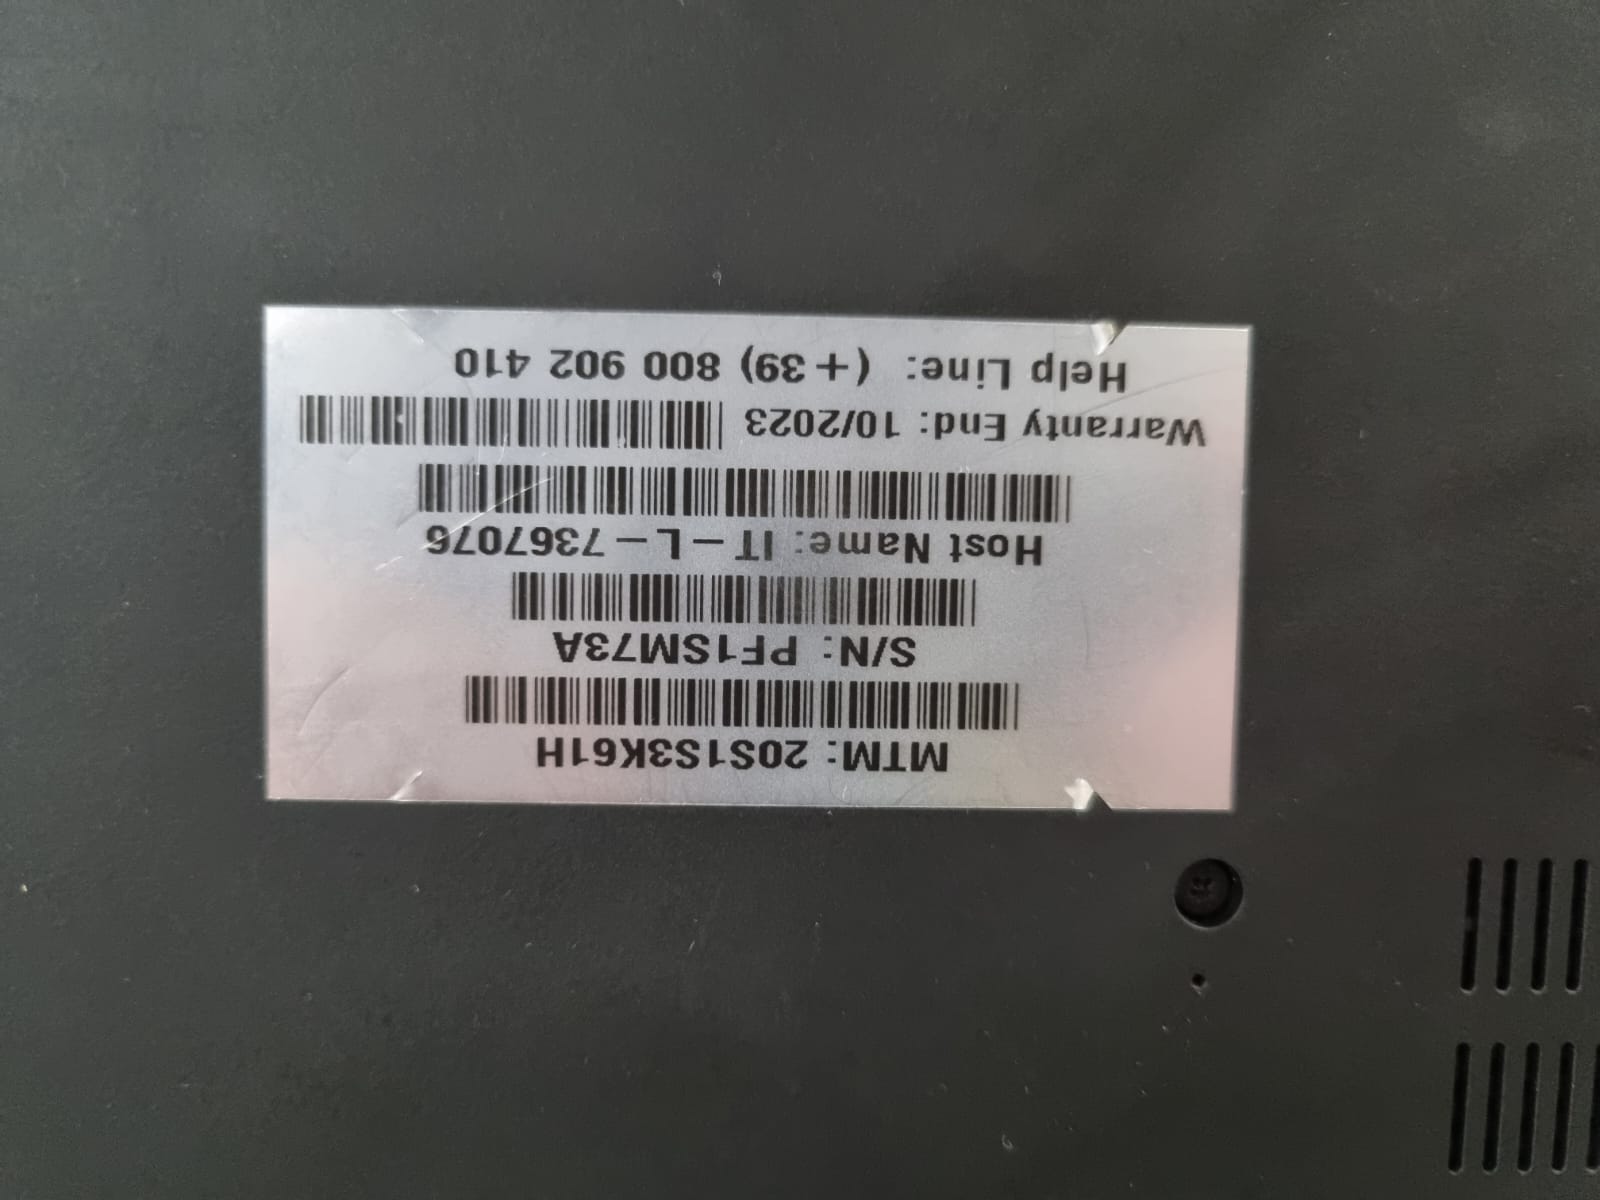 MTM: 20S1S3K61H
S/N: PF1SM73A
Host Name: IT-L-7367076
Warranty End: 10/2023
Help Line: (+39) 800 902 410